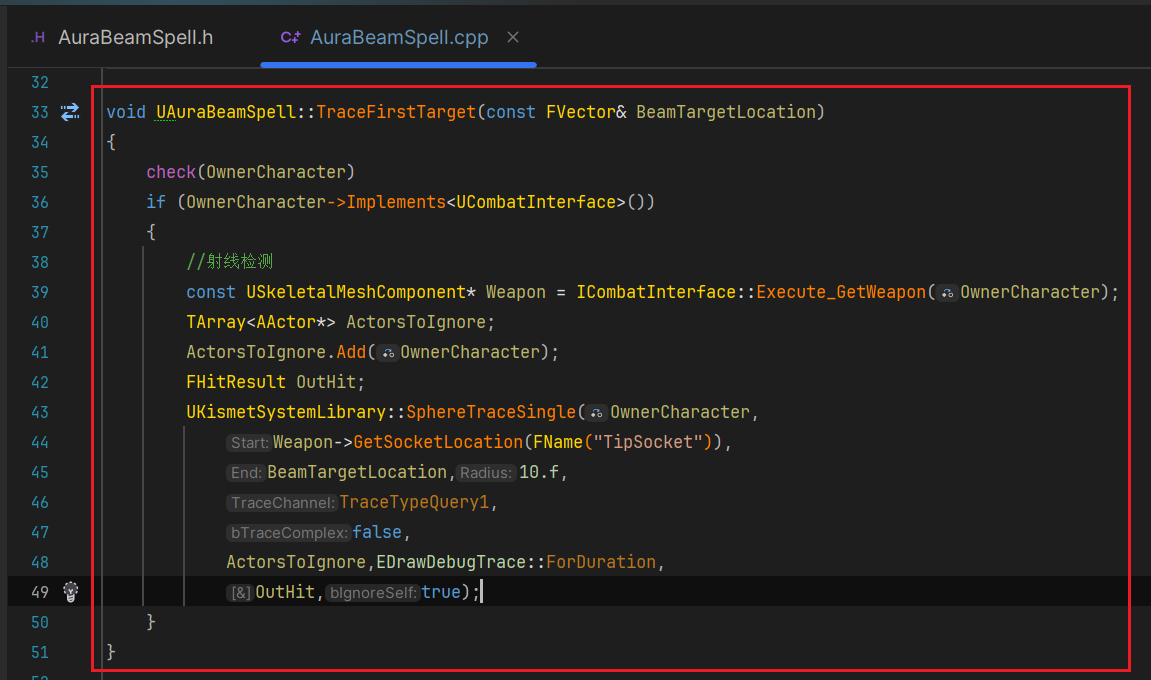 .H AuraBeamSpell.h C++ AuraBeamSpell.cpp ×
32
33 void UAuraBeamSpell::TraceFirstTarget(const FVector& BeamTargetLocation)
34 {
35 check(OwnerCharacter)
36 if (OwnerCharacter->Implements<UCombatInterface>())
37 {
38 //射线检测
39 const USkeletalMeshComponent* Weapon = ICombatInterface::Execute_GetWeapon(OwnerCharacter);
40 TArray<AActor*> ActorsToIgnore;
41 ActorsToIgnore.Add(OwnerCharacter);
42 FHitResult OutHit;
43 UKismetSystemLibrary::SphereTraceSingle(OwnerCharacter,
44 Start:Weapon->GetSocketLocation(FName("TipSocket")),
45 End:BeamTargetLocation,Radius:10.f,
46 TraceChannel:TraceTypeQuery1,
47 bTraceComplex:false,
48 ActorsToIgnore,EDrawDebugTrace::ForDuration,
49 [&]OutHit,bIgnoreSelf:true);
50 }
51 }